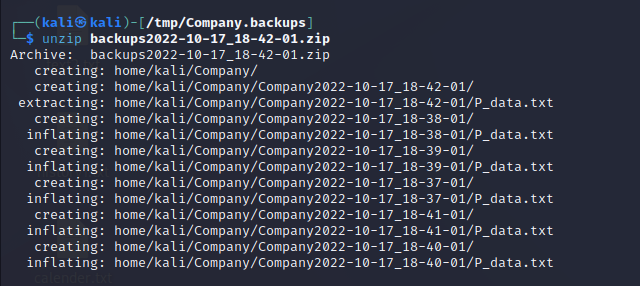 ┌──(kali㉿kali)-[/tmp/Company.backups]
└─$ unzip backups2022-10-17_18-42-01.zip
Archive:  backups2022-10-17_18-42-01.zip
   creating: home/kali/Company/
   creating: home/kali/Company/Company2022-10-17_18-42-01/
 extracting: home/kali/Company/Company2022-10-17_18-42-01/P_data.txt
   creating: home/kali/Company/Company2022-10-17_18-38-01/
  inflating: home/kali/Company/Company2022-10-17_18-38-01/P_data.txt
   creating: home/kali/Company/Company2022-10-17_18-39-01/
  inflating: home/kali/Company/Company2022-10-17_18-39-01/P_data.txt
   creating: home/kali/Company/Company2022-10-17_18-37-01/
  inflating: home/kali/Company/Company2022-10-17_18-37-01/P_data.txt
   creating: home/kali/Company/Company2022-10-17_18-41-01/
  inflating: home/kali/Company/Company2022-10-17_18-41-01/P_data.txt
   creating: home/kali/Company/Company2022-10-17_18-40-01/
  inflating: home/kali/Company/Company2022-10-17_18-40-01/P_data.txt
calender.txt